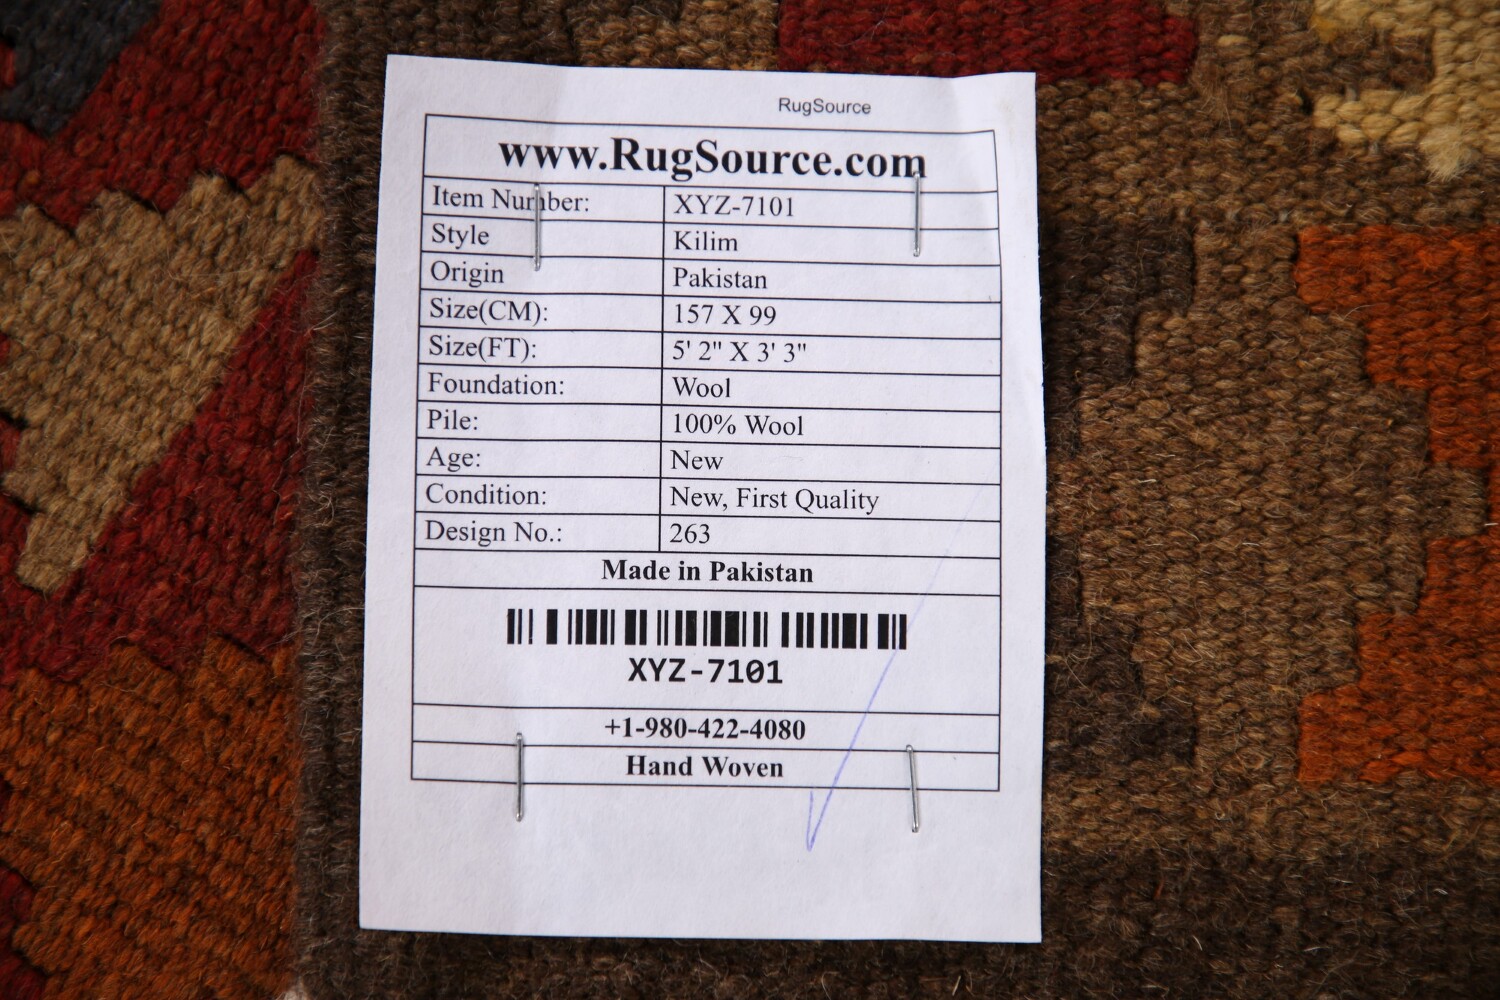 RugSource
www.RugSource.com
Item Number: XYZ-7101
Style Kilim
Origin Pakistan
Size(CM): 157 X 99
Size(FT): 5' 2" X 3' 3"
Foundation: Wool
Pile: 100% Wool
Age: New
Condition: New, First Quality
Design No.: 263
Made in Pakistan
XYZ-7101
+1-980-422-4080
Hand Woven